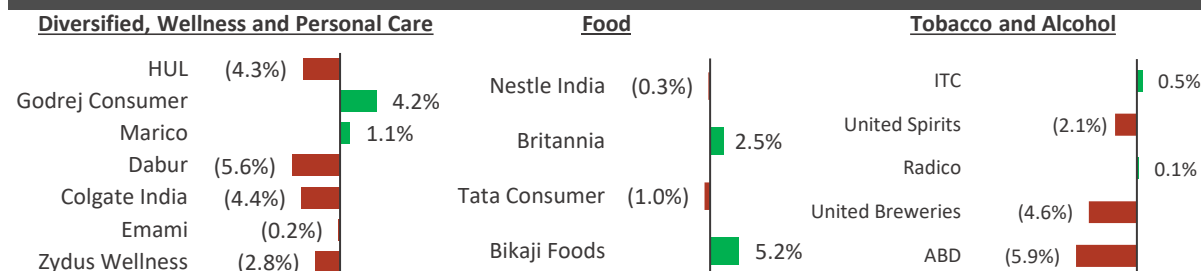 Diversified, Wellness and Personal Care
HUL (4.3%)
Godrej Consumer 4.2%
Marico 1.1%
Dabur (5.6%)
Colgate India (4.4%)
Emami (0.2%)
Zydus Wellness (2.8%)
Food
Nestle India (0.3%)
Britannia 2.5%
Tata Consumer (1.0%)
Bikaji Foods 5.2%
Tobacco and Alcohol
ITC 0.5%
United Spirits (2.1%)
Radico 0.1%
United Breweries (4.6%)
ABD (5.9%)